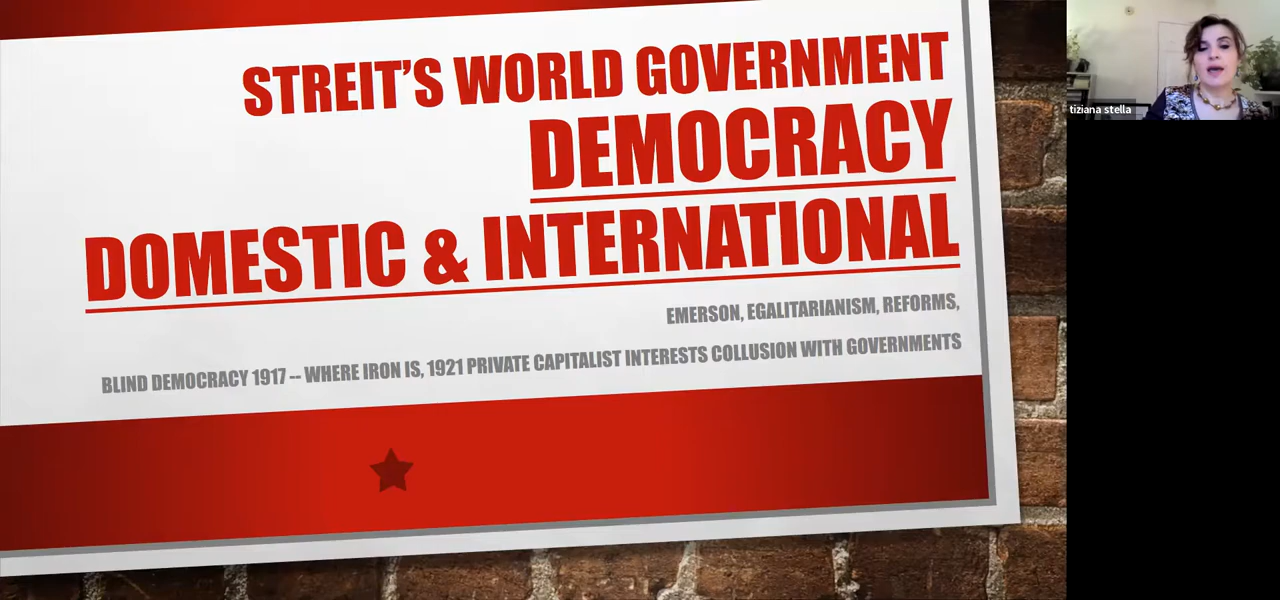 STREIT'S WORLD GOVERNMENT
DEMOCRACY
DOMESTIC & INTERNATIONAL
EMERSON, EGALITARIANISM, REFORMS,
BLIND DEMOCRACY 1917 -- WHERE IRON IS, 1921 PRIVATE CAPITALIST INTERESTS COLLUSION WITH GOVERNMENTS
tiziana stella